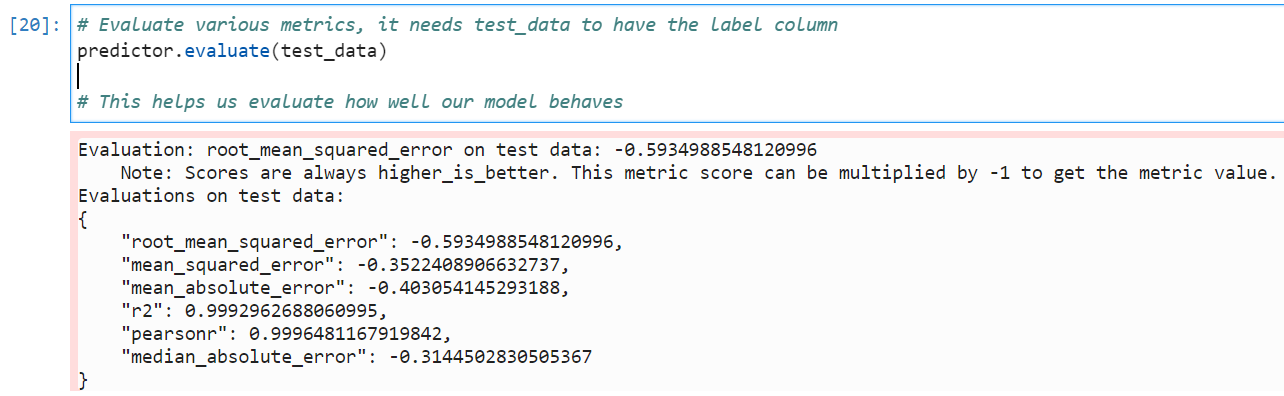 [20]: # Evaluate various metrics, it needs test_data to have the label column
predictor.evaluate(test_data)
# This helps us evaluate how well our model behaves
Evaluation: root_mean_squared_error on test data: -0.5934988548120996
    Note: Scores are always higher_is_better. This metric score can be multiplied by -1 to get the metric value.
Evaluations on test data:
{
    "root_mean_squared_error": -0.5934988548120996,
    "mean_squared_error": -0.3522408906632737,
    "mean_absolute_error": -0.403054145293188,
    "r2": 0.9992962688060995,
    "pearsonr": 0.9996481167919842,
    "median_absolute_error": -0.3144502830505367
}